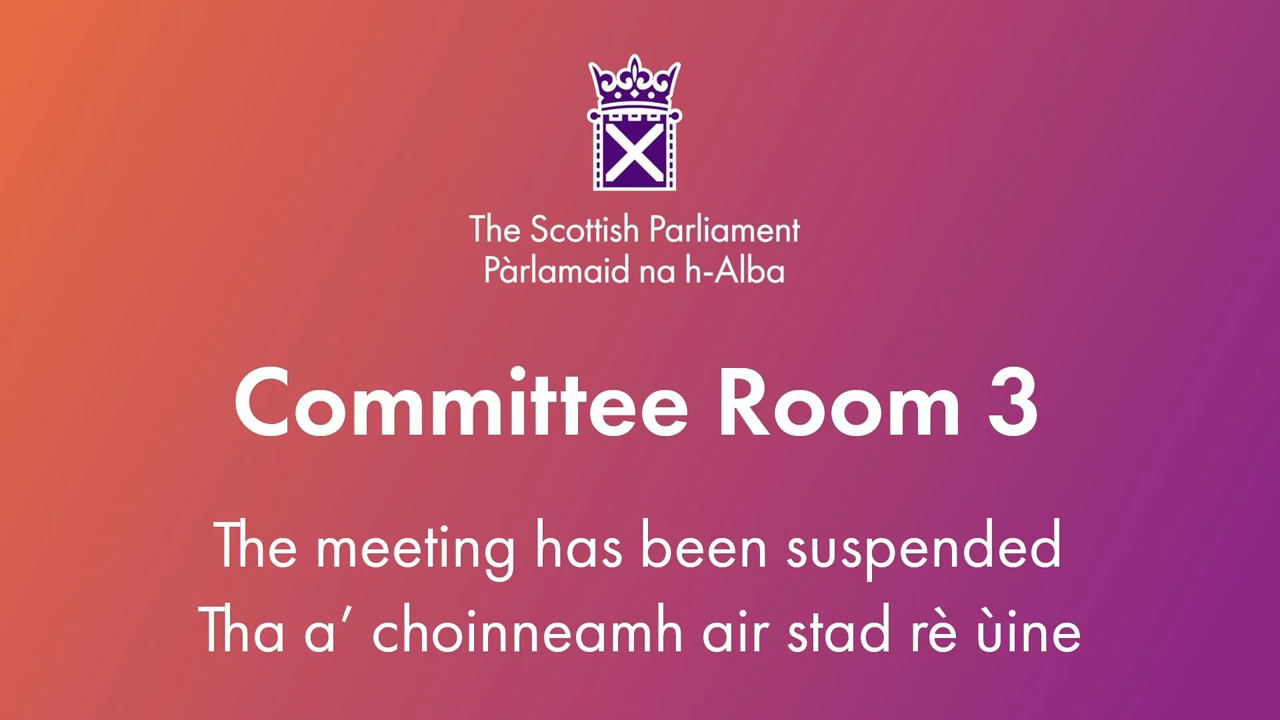 The Scottish Parliament
Pàrlamaid na h-Alba
Committee Room 3
The meeting has been suspended
Tha a’ choinneamh air stad rè ùine